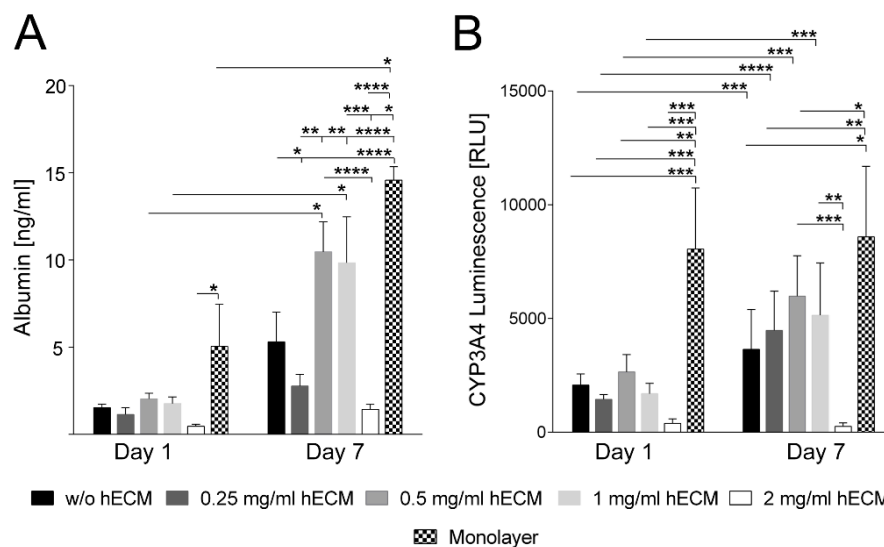 A
B
Albumin [ng/ml]
20
15
10
5
Day 1
Day 7
*
****
*** *
** ** ****
* ****
****
*
*
*
CYP3A4 Luminescence [RLU]
15000
10000
5000
0
Day 1
Day 7
***
***
****
***
***
***
**
***
***
*
**
*
**
***
w/o hECM
0.25 mg/ml hECM
0.5 mg/ml hECM
1 mg/ml hECM
2 mg/ml hECM
Monolayer